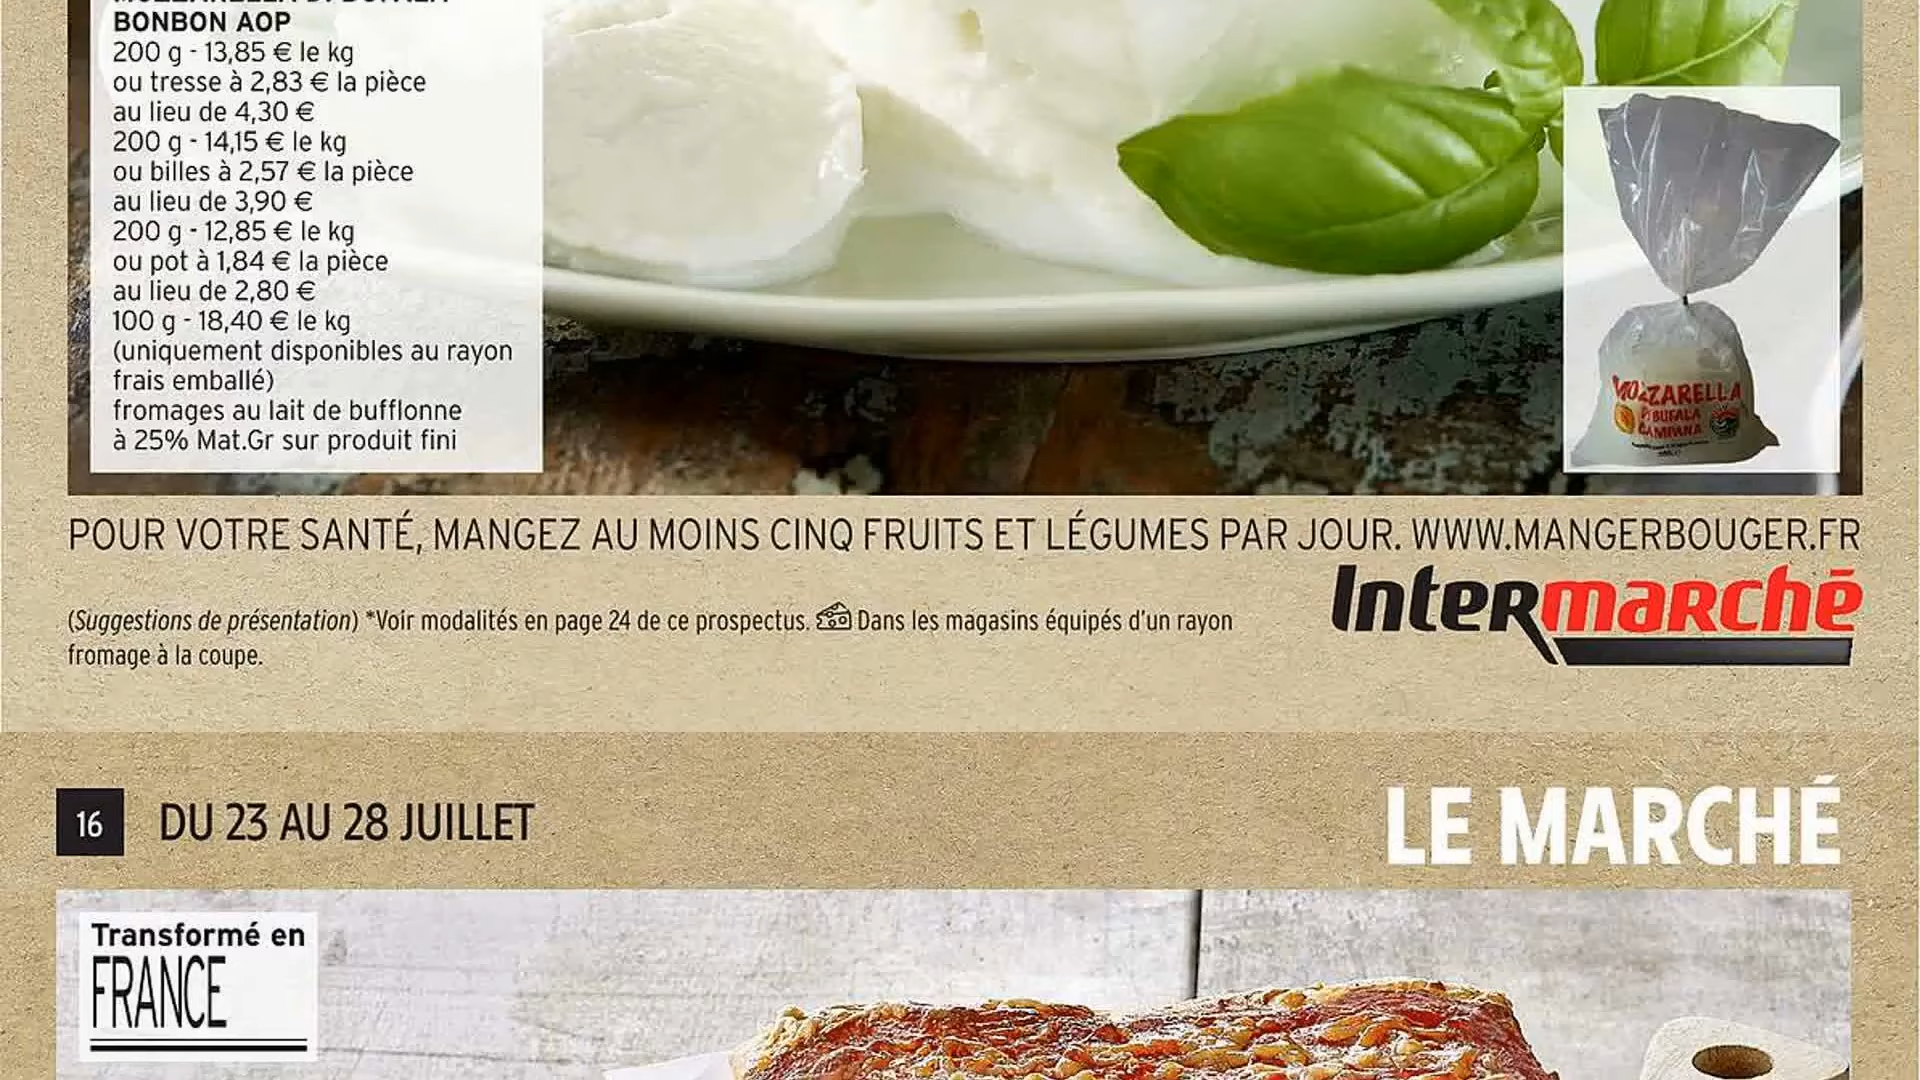 MOZZARELLA DI BUFALA
BONBON AOP
200 g - 13,85 € le kg
ou tresse à 2,83 € la pièce
au lieu de 4,30 €
200 g - 14,15 € le kg
ou billes à 2,57 € la pièce
au lieu de 3,90 €
200 g - 12,85 € le kg
ou pot à 1,84 € la pièce
au lieu de 2,80 €
100 g - 18,40 € le kg
(uniquement disponibles au rayon
frais emballé)
fromages au lait de bufflonne
à 25% Mat.Gr sur produit fini
MOZZARELLA
DI BUFALA
CAMPANA
POUR VOTRE SANTÉ, MANGEZ AU MOINS CINQ FRUITS ET LÉGUMES PAR JOUR. WWW.MANGERBOUGER.FR
Intermarché
(Suggestions de présentation) *Voir modalités en page 24 de ce prospectus. Dans les magasins équipés d'un rayon
fromage à la coupe.
16 DU 23 AU 28 JUILLET
LE MARCHÉ
Transformé en
FRANCE